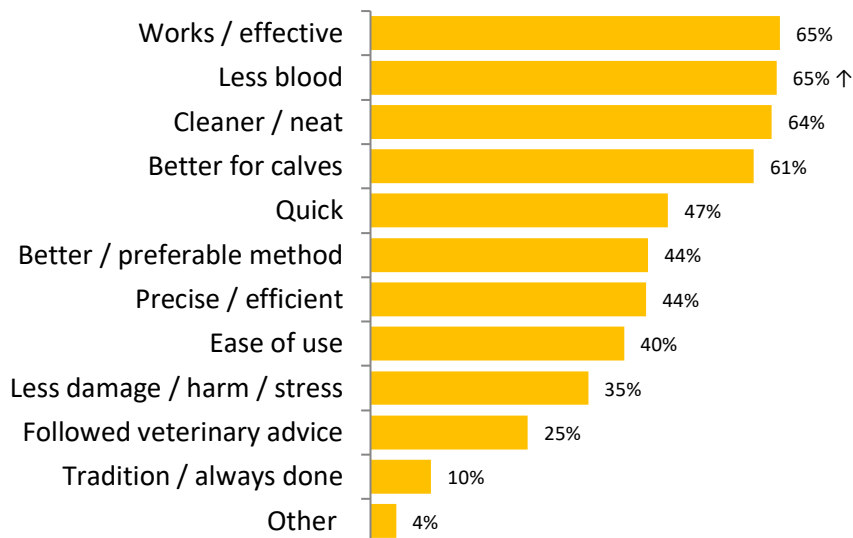 Works / effective 65%
Less blood 65% ↑
Cleaner / neat 64%
Better for calves 61%
Quick 47%
Better / preferable method 44%
Precise / efficient 44%
Ease of use 40%
Less damage / harm / stress 35%
Followed veterinary advice 25%
Tradition / always done 10%
Other 4%